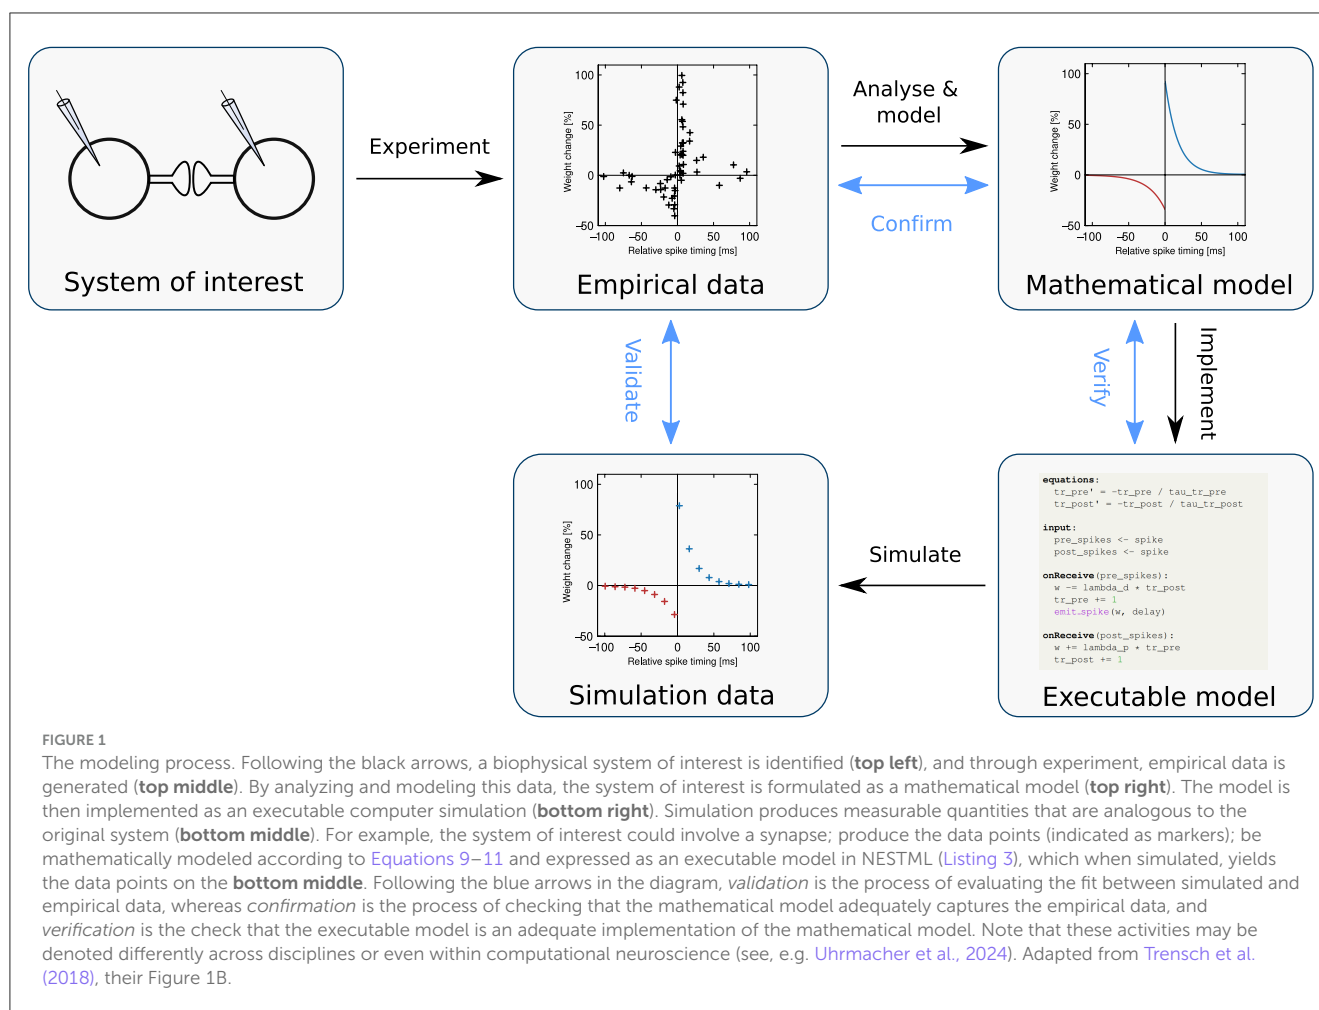 Experiment
System of interest
100
50
0
−50
−100
−50
0
50
100
Weight change [%]
Relative spike timing [ms]
Empirical data
Analyse &
model
Confirm
100
50
0
−50
−100
−50
0
50
100
Weight change [%]
Relative spike timing [ms]
Mathematical model
Validate
Verify
Implement
100
50
0
−50
−100
−50
0
50
100
Weight change [%]
Relative spike timing [ms]
Simulation data
Simulate
equations:
tr_pre' = -tr_pre / tau_tr_pre
tr_post' = -tr_post / tau_tr_post
input:
pre_spikes <- spike
post_spikes <- spike
onReceive(pre_spikes):
w -= lambda_d * tr_post
tr_pre += 1
emit_spike(w, delay)
onReceive(post_spikes):
w += lambda_p * tr_pre
tr_post += 1
Executable model
FIGURE 1
The modeling process. Following the black arrows, a biophysical system of interest is identified (top left), and through experiment, empirical data is
generated (top middle). By analyzing and modeling this data, the system of interest is formulated as a mathematical model (top right). The model is
then implemented as an executable computer simulation (bottom right). Simulation produces measurable quantities that are analogous to the
original system (bottom middle). For example, the system of interest could involve a synapse; produce the data points (indicated as markers); be
mathematically modeled according to Equations 9–11 and expressed as an executable model in NESTML (Listing 3), which when simulated, yields
the data points on the bottom middle. Following the blue arrows in the diagram, validation is the process of evaluating the fit between simulated and
empirical data, whereas confirmation is the process of checking that the mathematical model adequately captures the empirical data, and
verification is the check that the executable model is an adequate implementation of the mathematical model. Note that these activities may be
denoted differently across disciplines or even within computational neuroscience (see, e.g. Uhrmacher et al., 2024). Adapted from Trensch et al.
(2018), their Figure 1B.